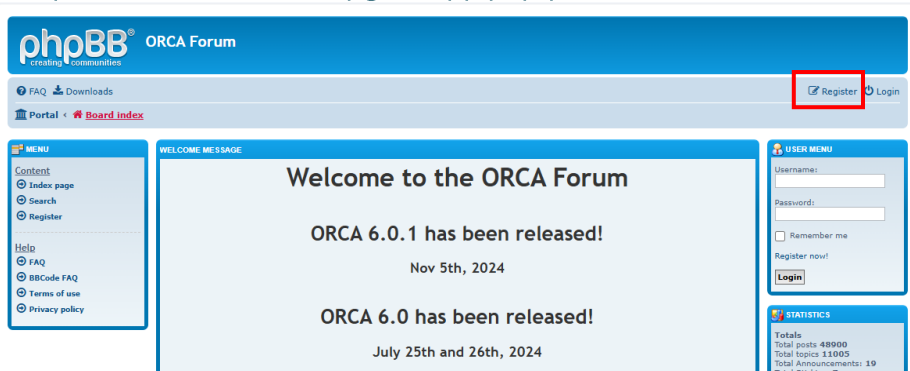 phpBB®
creating communities
ORCA Forum
FAQ Downloads
Register Login
Portal ‹ Board index
MENU
Content
Index page
Search
Register
Help
FAQ
BBCode FAQ
Terms of use
Privacy policy
WELCOME MESSAGE
Welcome to the ORCA Forum
ORCA 6.0.1 has been released!
Nov 5th, 2024
ORCA 6.0 has been released!
July 25th and 26th, 2024
USER MENU
Username:
Password:
Remember me
Register now!
Login
STATISTICS
Totals
Total posts 48900
Total topics 11005
Total Announcements: 19